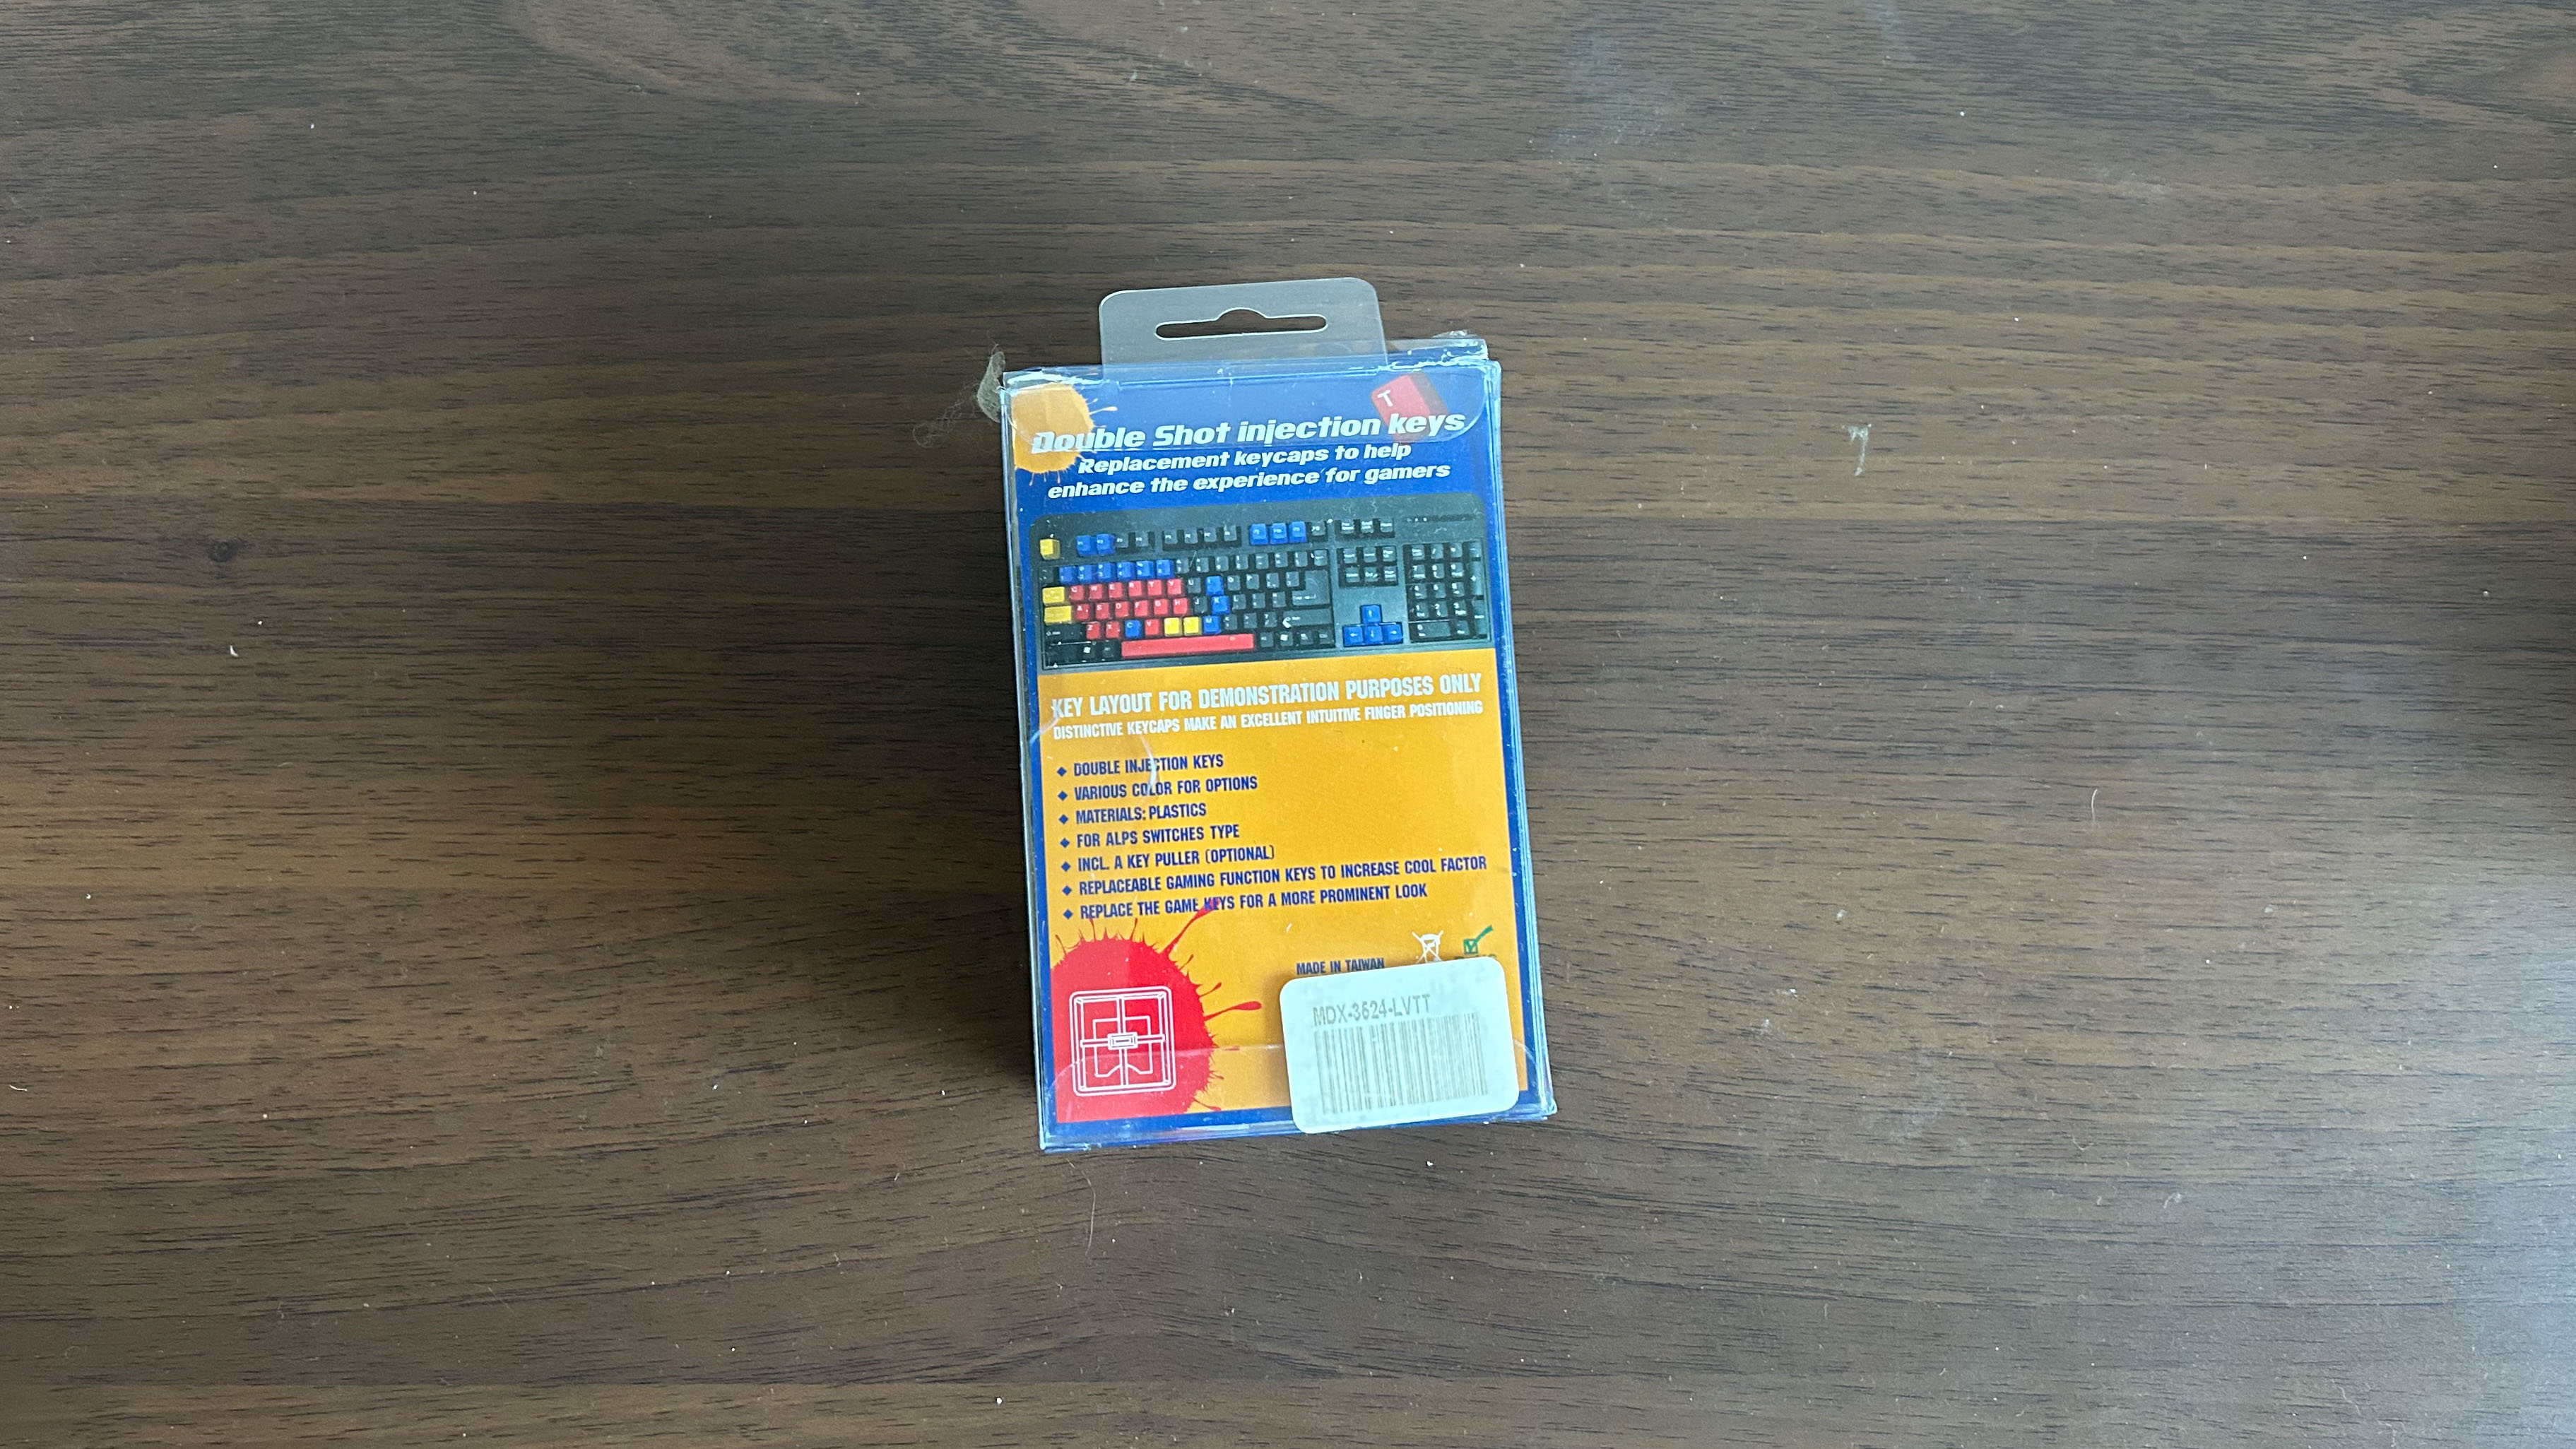 T
Double Shot injection keys
Replacement keycaps to help
enhance the experience for gamers
KEY LAYOUT FOR DEMONSTRATION PURPOSES ONLY
DISTINCTIVE KEYCAPS MAKE AN EXCELLENT INTUITIVE FINGER POSITIONING
◆ DOUBLE INJECTION KEYS
◆ VARIOUS COLOR FOR OPTIONS
◆ MATERIALS: PLASTICS
◆ FOR ALPS SWITCHES TYPE
◆ INCL. A KEY PULLER (OPTIONAL)
◆ REPLACEABLE GAMING FUNCTION KEYS TO INCREASE COOL FACTOR
◆ REPLACE THE GAME KEYS FOR A MORE PROMINENT LOOK
MADE IN TAIWAN
MDX-3524-LVTT